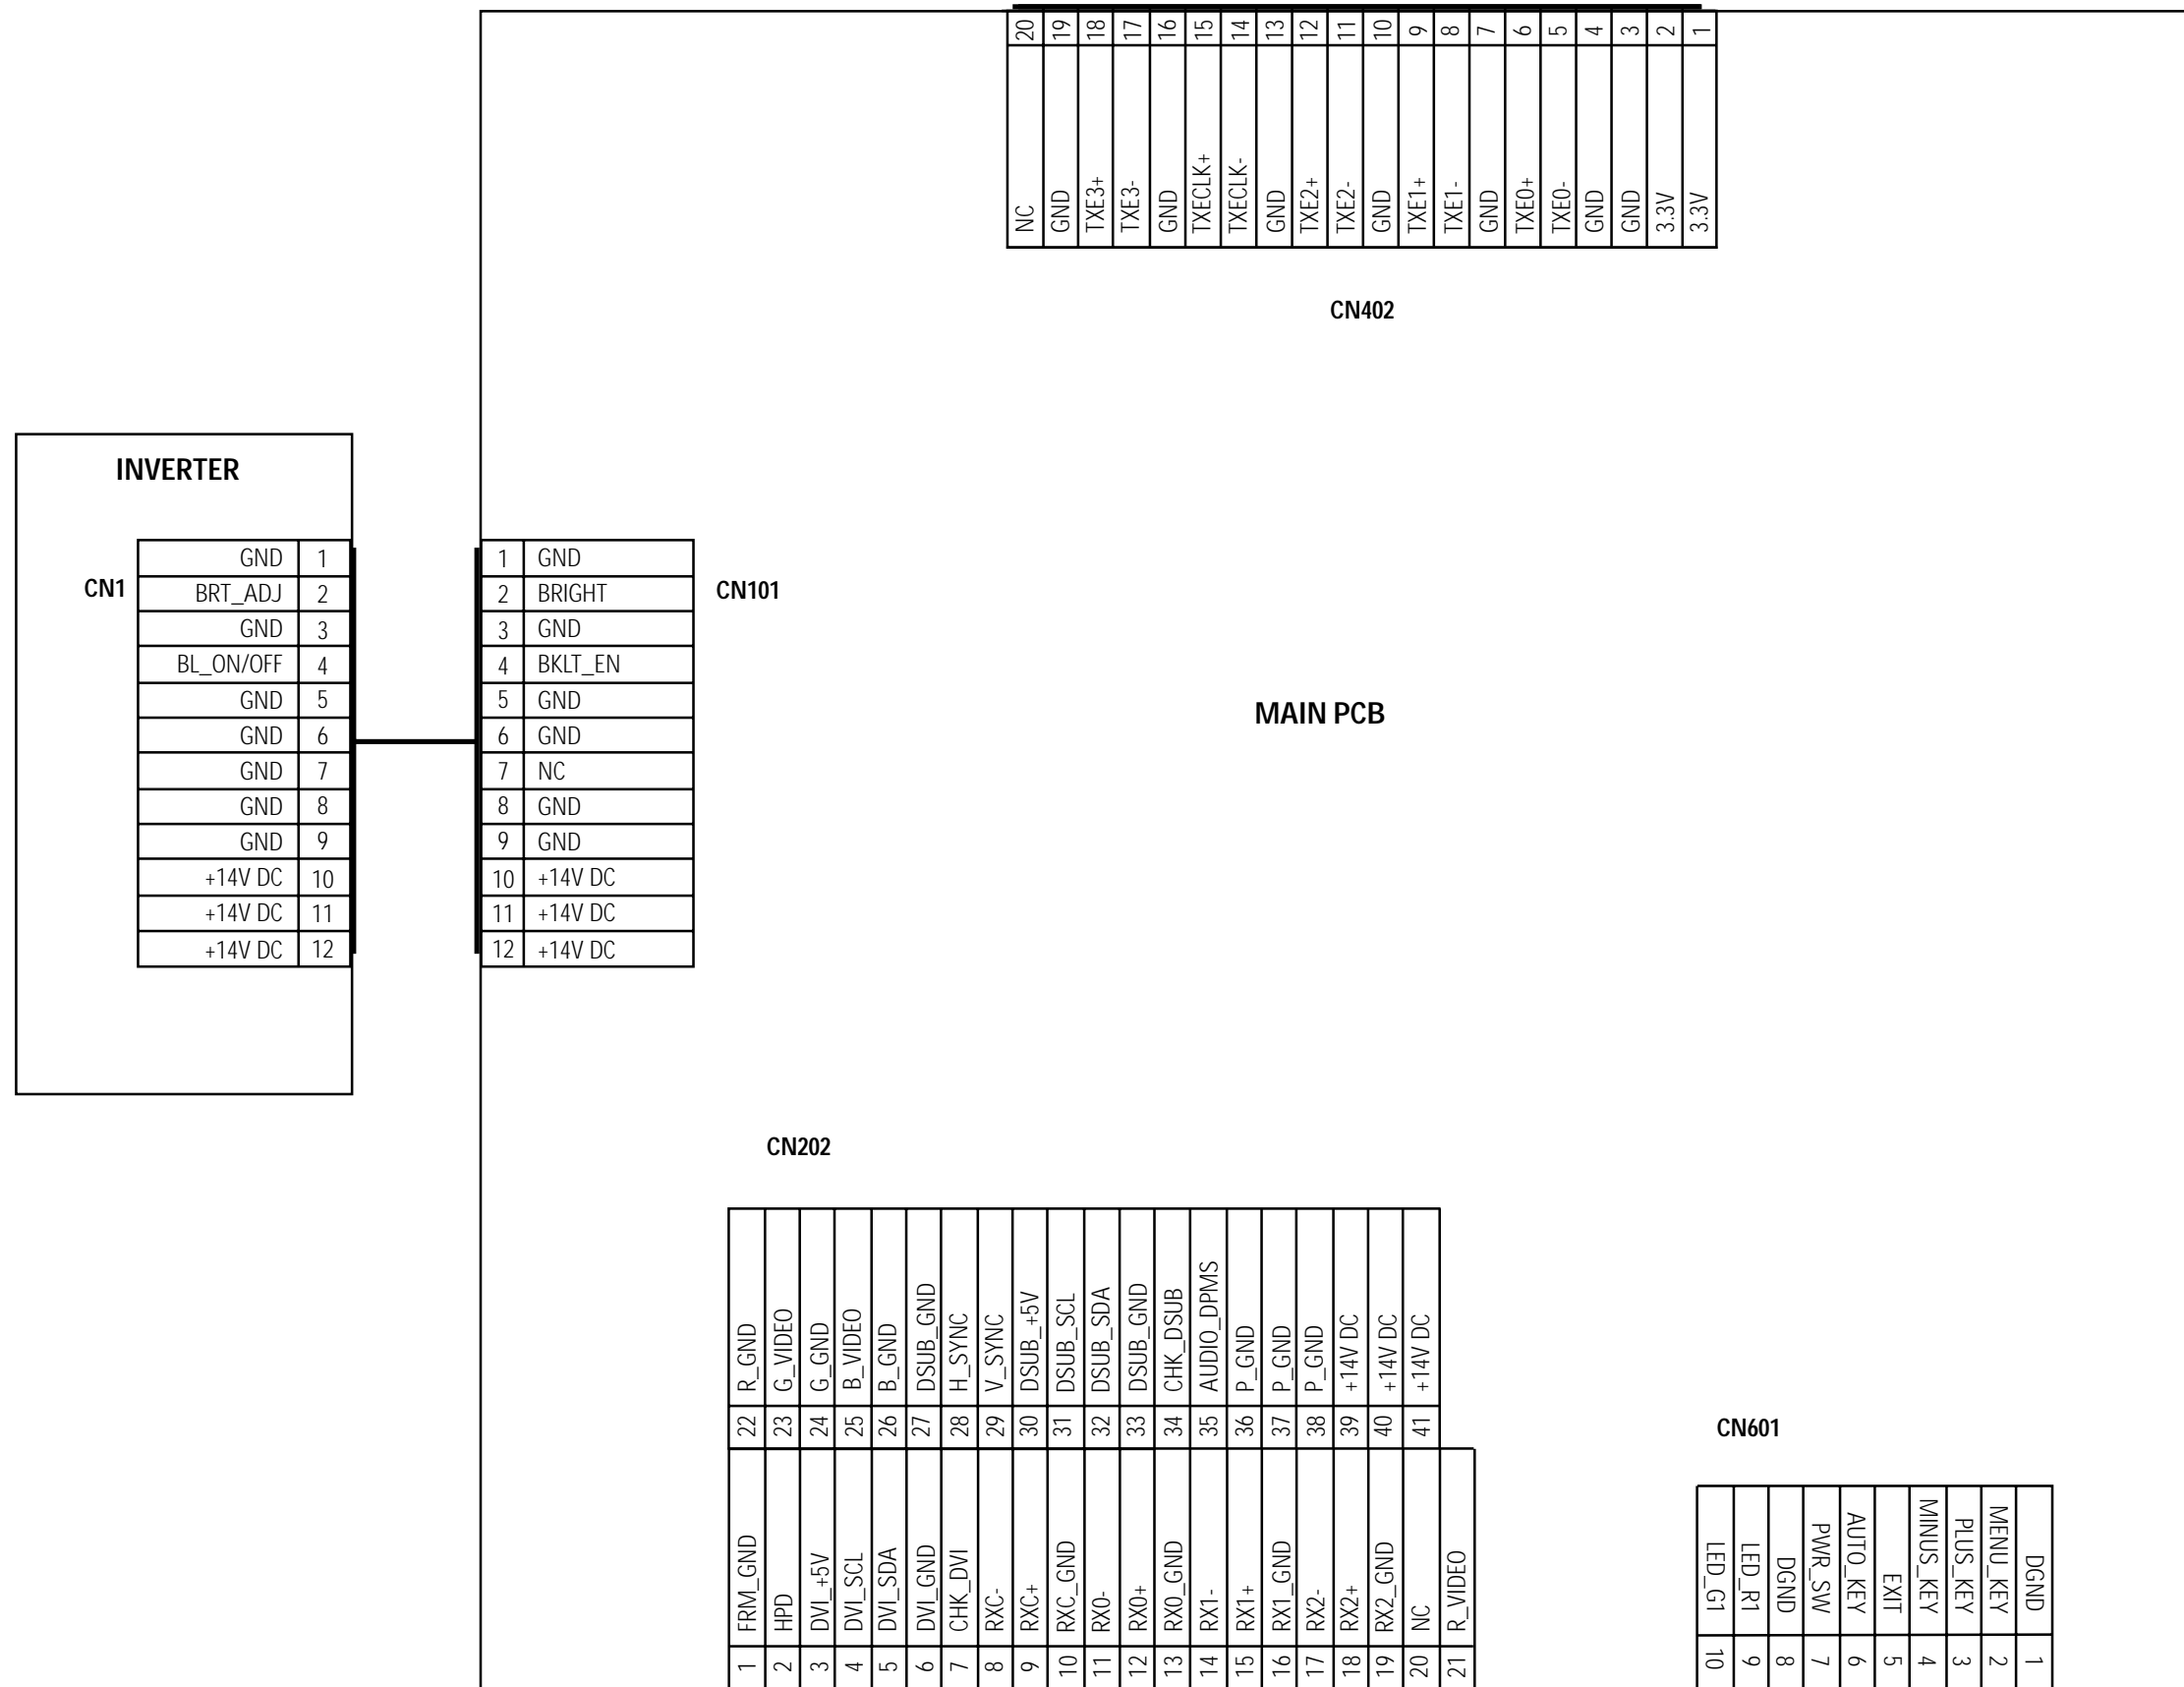 20 19 18 17 16 15 14 13 12 11 10 9 8 7 6 5 4 3 2 1
NC GND TXE3+ TXE3- GND TXECLK+ TXECLK- GND TXE2+ TXE2- GND TXE1+ TXE1- GND TXE0+ TXE0- GND GND 3.3V 3.3V
CN402
INVERTER
CN1
GND 1
BRT_ADJ 2
GND 3
BL_ON/OFF 4
GND 5
GND 6
GND 7
GND 8
GND 9
+14V DC 10
+14V DC 11
+14V DC 12
1 GND
2 BRIGHT
3 GND
4 BKLT_EN
5 GND
6 GND
7 NC
8 GND
9 GND
10 +14V DC
11 +14V DC
12 +14V DC
CN101
MAIN PCB
CN202
R_GND G_VIDEO G_GND B_VIDEO B_GND DSUB_GND H_SYNC V_SYNC DSUB_+5V DSUB_SCL DSUB_SDA DSUB_GND CHK_DSUB AUDIO_DPMS P_GND P_GND P_GND +14V DC +14V DC +14V DC
22 23 24 25 26 27 28 29 30 31 32 33 34 35 36 37 38 39 40 41
FRM_GND HPD DVI_+5V DVI_SCL DVI_SDA DVI_GND CHK_DVI RXC- RXC+ RXC_GND RX0- RX0+ RX0_GND RX1- RX1+ RX1_GND RX2- RX2+ RX2_GND NC R_VIDEO
1 2 3 4 5 6 7 8 9 10 11 12 13 14 15 16 17 18 19 20 21
CN601
LED_G1 LED_R1 DGND PWR_SW AUTO_KEY EXIT MINUS_KEY PLUS_KEY MENU_KEY DGND
10 9 8 7 6 5 4 3 2 1